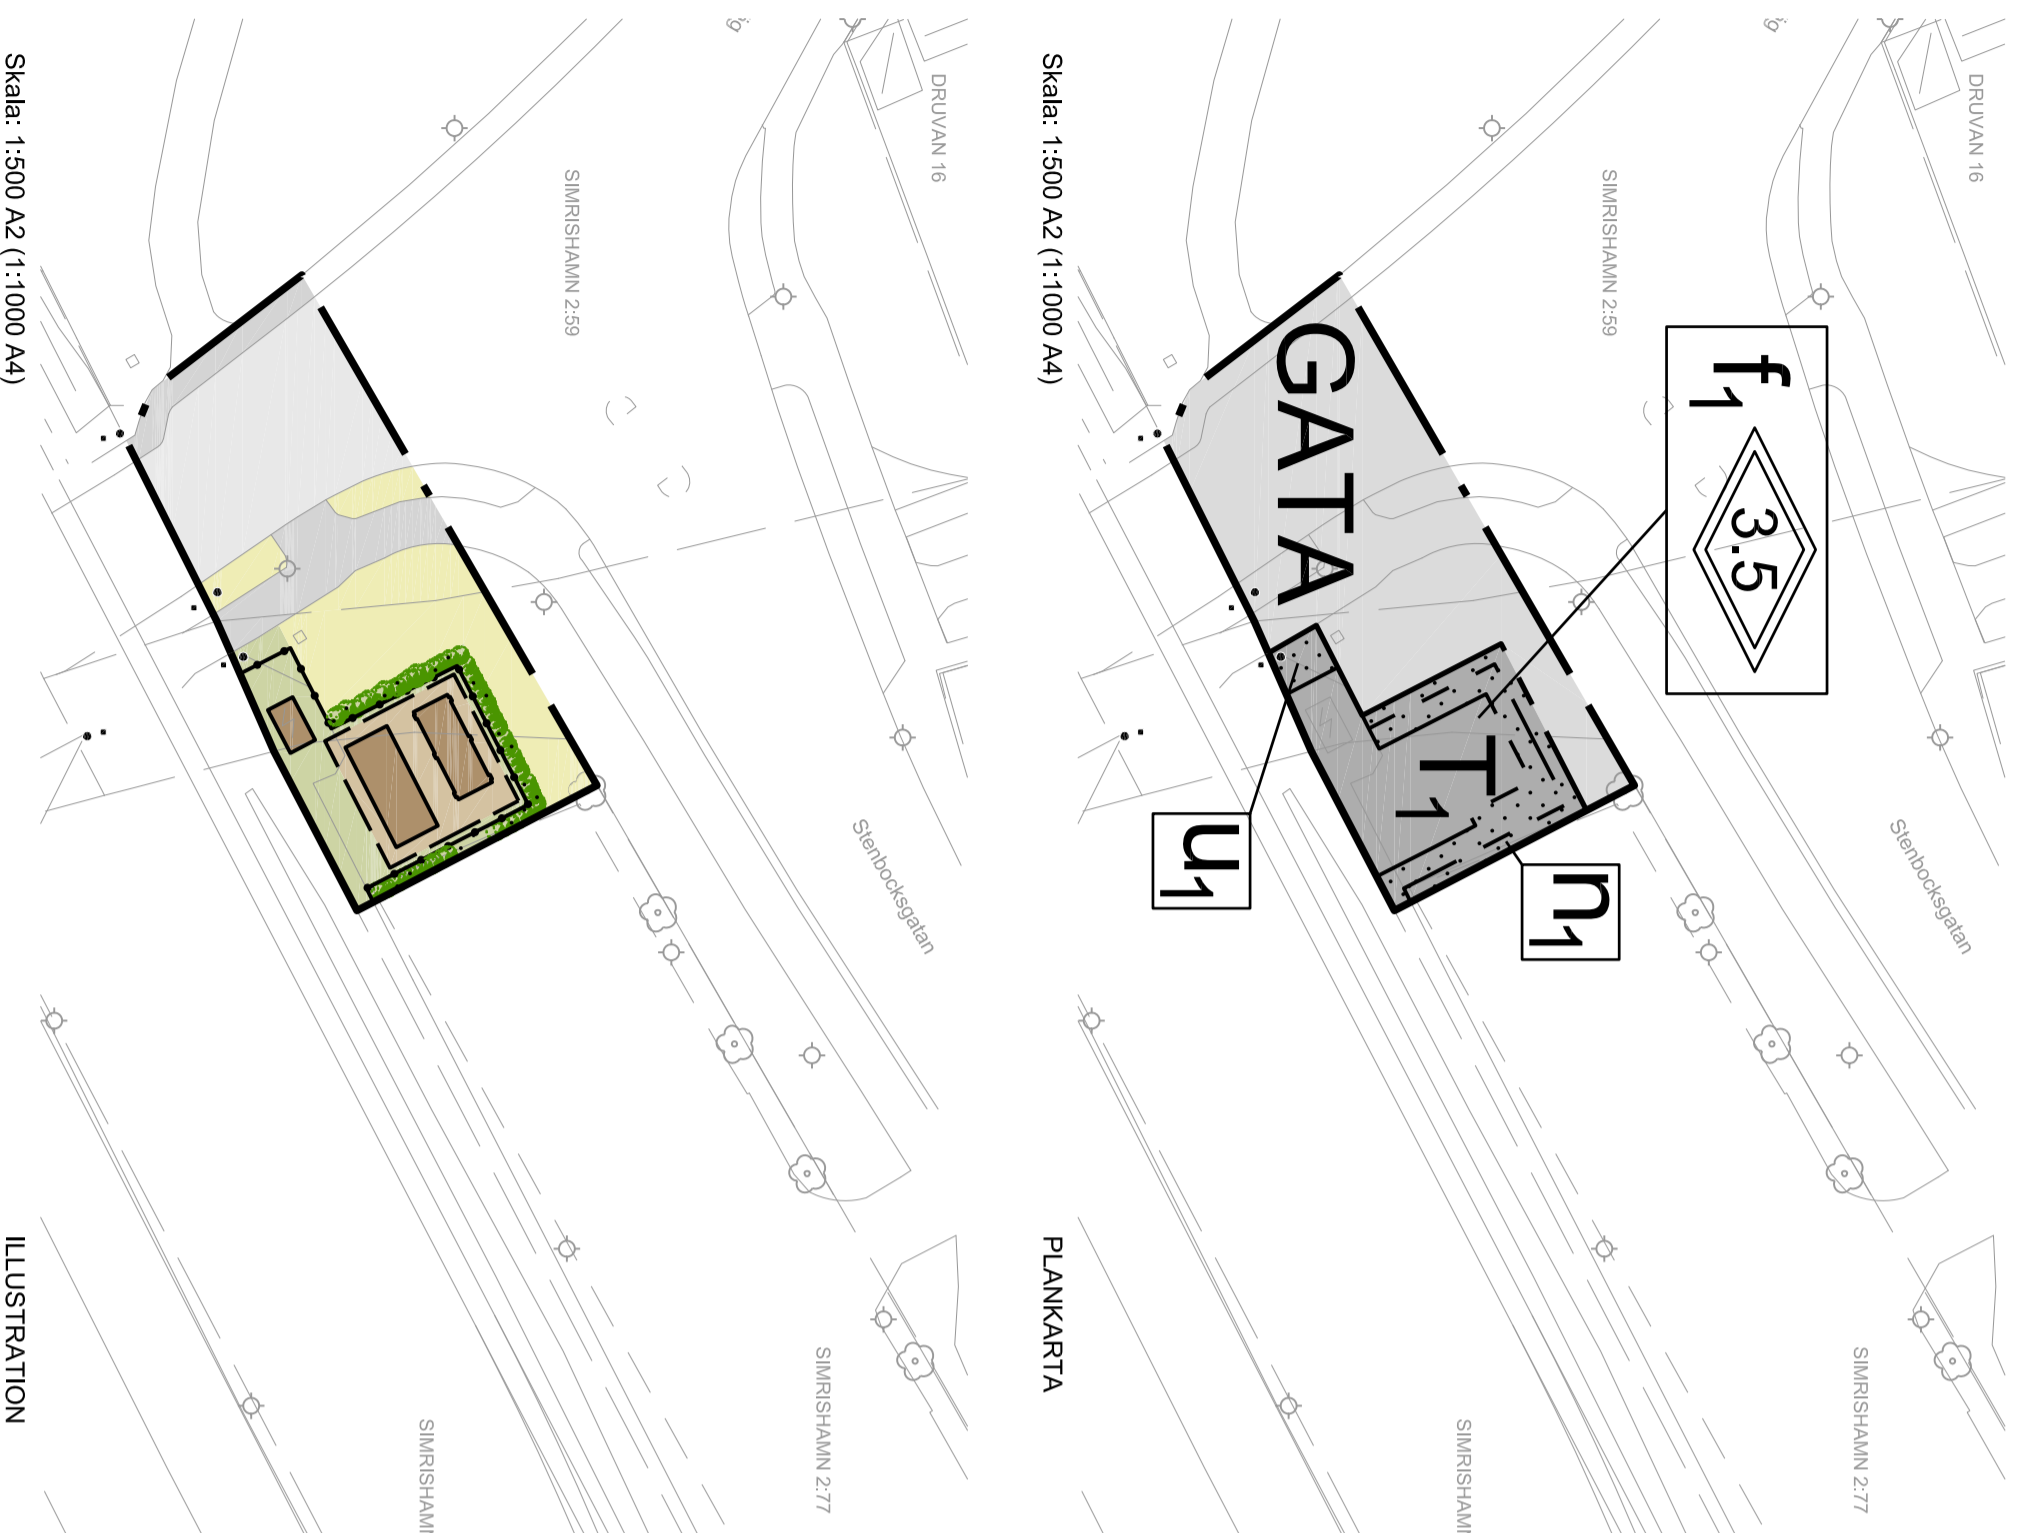 PLANKARTA
Skala: 1:500 A2 (1:1000 A4)
DRUVAN 16
SIMRISHAMN 2:59
f1
3.5
GATA
T1
u1
n1
Stenbocksgatan
SIMRISHAMN 2:77
ILLUSTRATION
Skala: 1:500 A2 (1:1000 A4)
DRUVAN 16
SIMRISHAMN 2:59
Stenbocksgatan
SIMRISHAMN 2:77